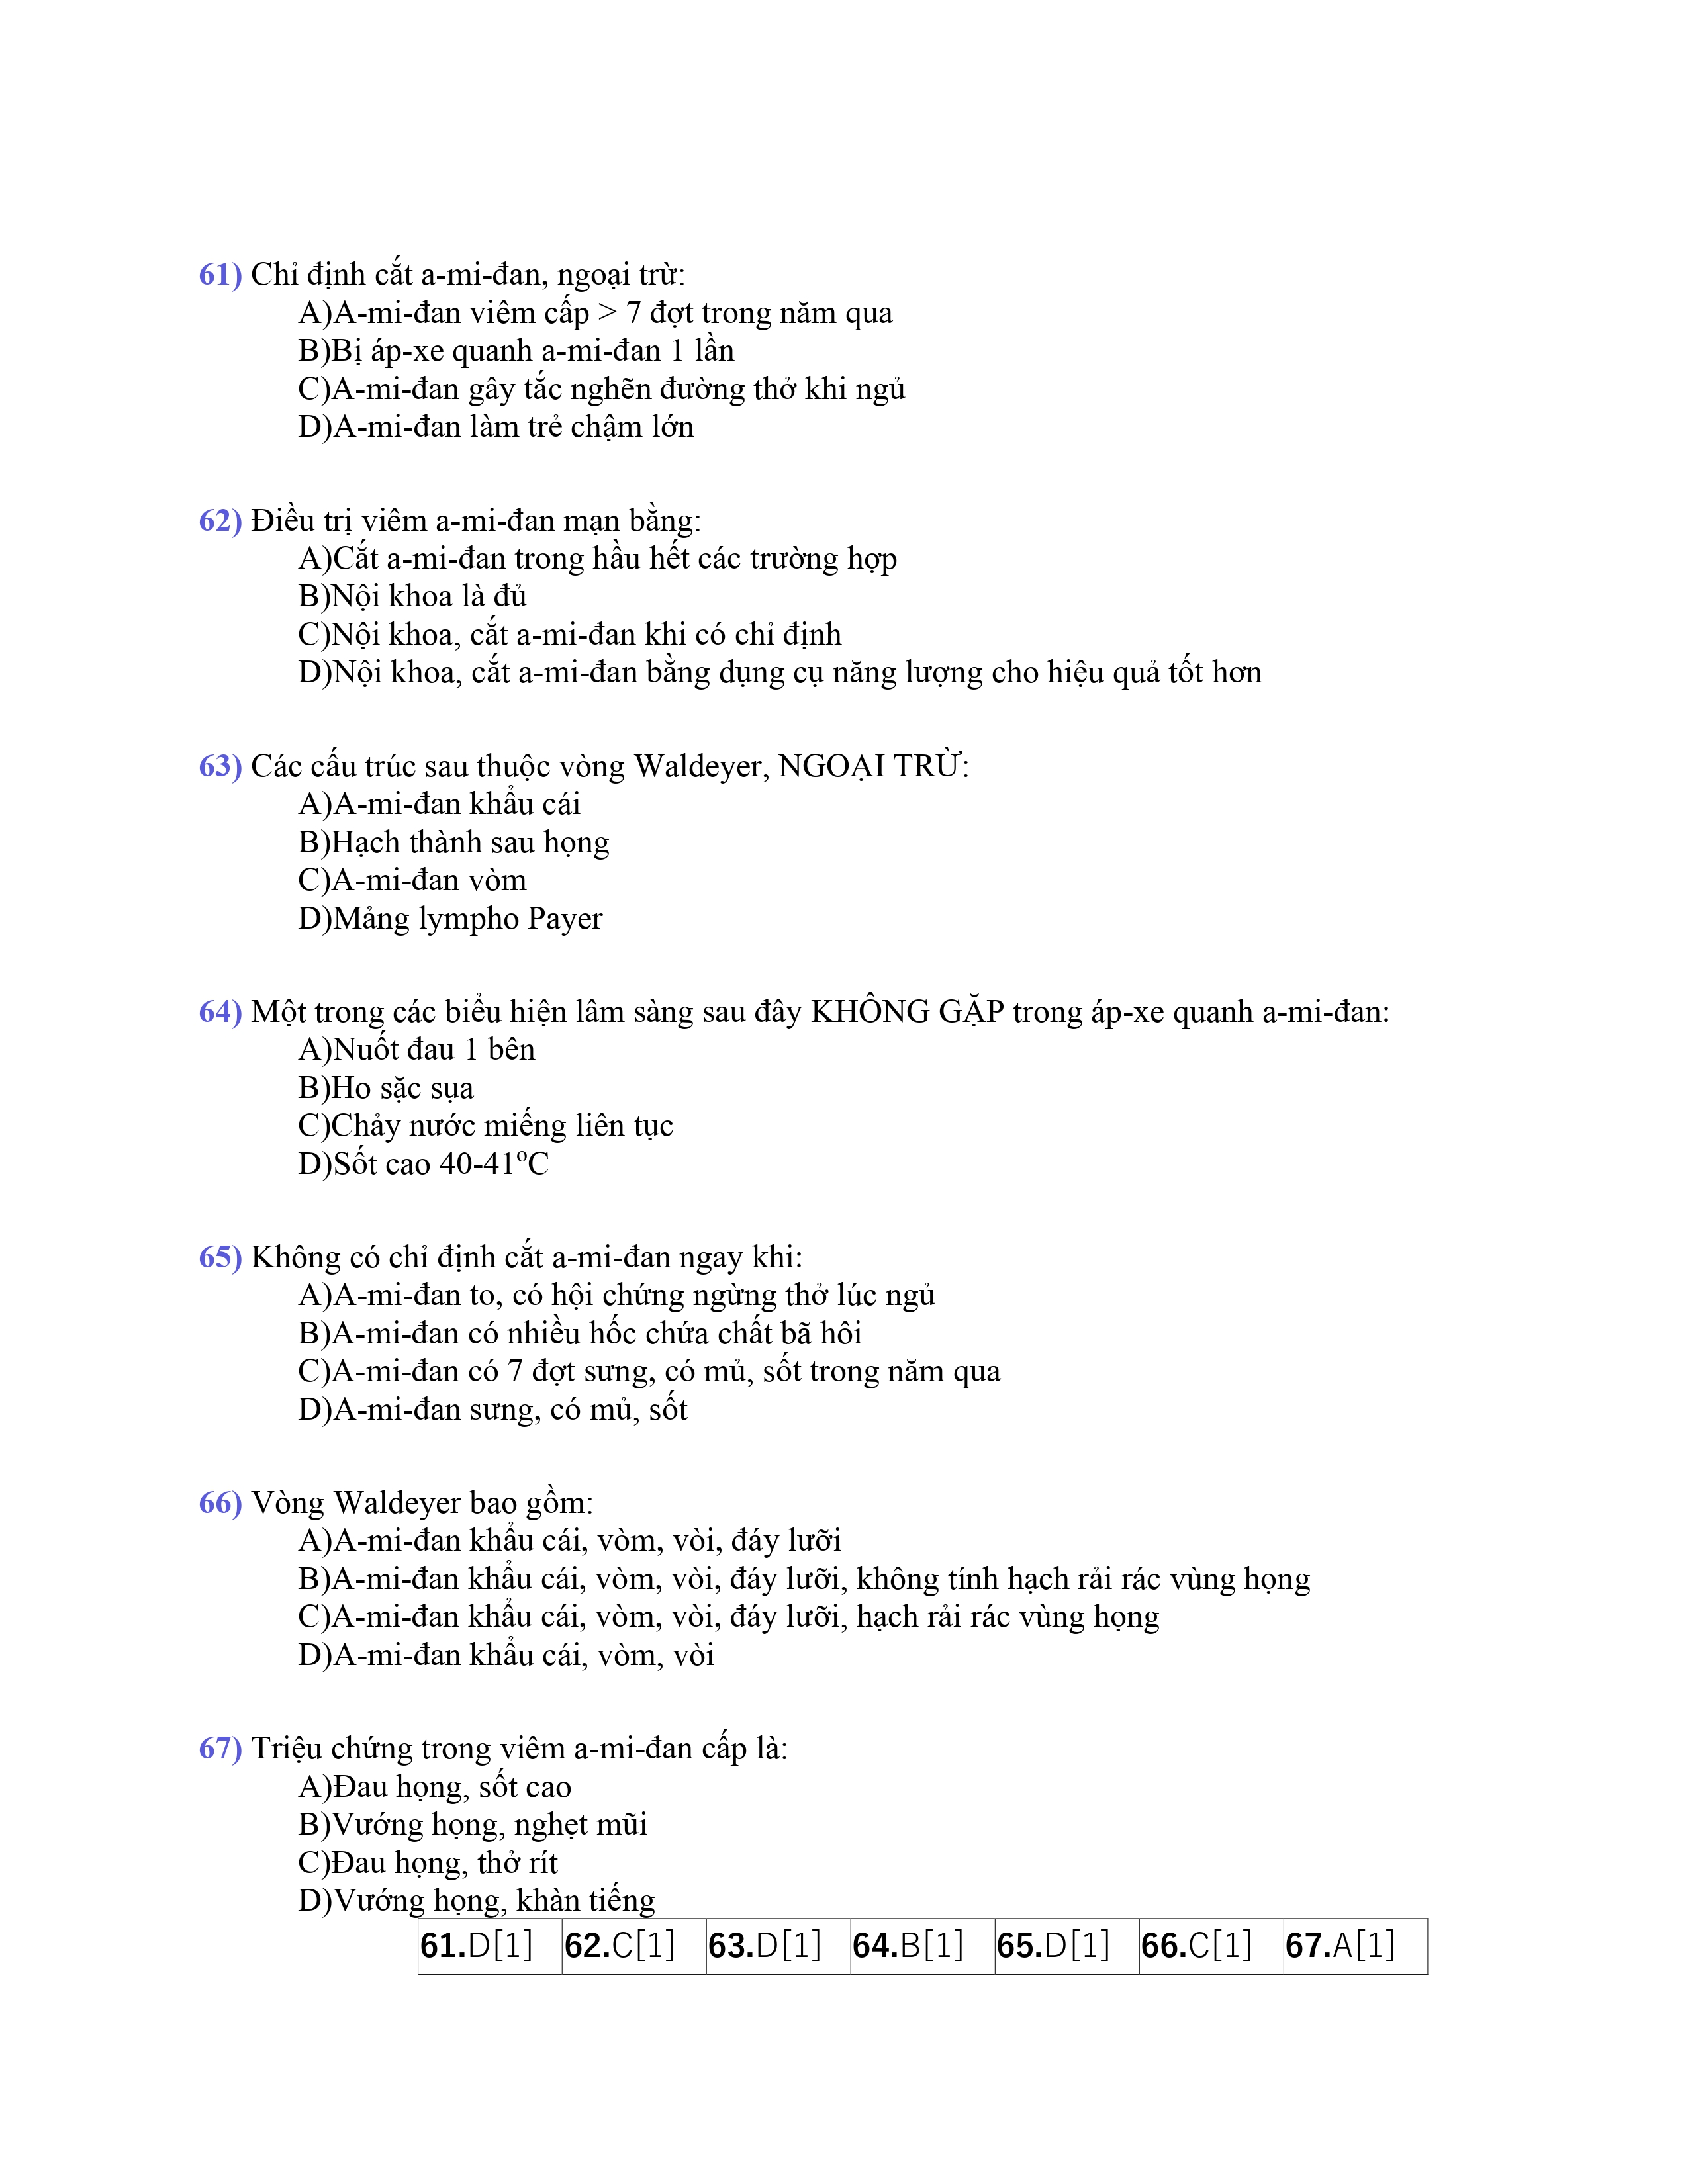 61) Chỉ định cắt a-mi-đan, ngoại trừ:
A)A-mi-đan viêm cấp > 7 đợt trong năm qua
B)Bị áp-xe quanh a-mi-đan 1 lần
C)A-mi-đan gây tắc nghẽn đường thở khi ngủ
D)A-mi-đan làm trẻ chậm lớn
62) Điều trị viêm a-mi-đan mạn bằng:
A)Cắt a-mi-đan trong hầu hết các trường hợp
B)Nội khoa là đủ
C)Nội khoa, cắt a-mi-đan khi có chỉ định
D)Nội khoa, cắt a-mi-đan bằng dụng cụ năng lượng cho hiệu quả tốt hơn
63) Các cấu trúc sau thuộc vòng Waldeyer, NGOẠI TRỪ:
A)A-mi-đan khẩu cái
B)Hạch thành sau họng
C)A-mi-đan vòm
D)Mảng lympho Payer
64) Một trong các biểu hiện lâm sàng sau đây KHÔNG GẶP trong áp-xe quanh a-mi-đan:
A)Nuốt đau 1 bên
B)Ho sặc sụa
C)Chảy nước miếng liên tục
D)Sốt cao 40-41ºC
65) Không có chỉ định cắt a-mi-đan ngay khi:
A)A-mi-đan to, có hội chứng ngừng thở lúc ngủ
B)A-mi-đan có nhiều hốc chứa chất bã hôi
C)A-mi-đan có 7 đợt sưng, có mủ, sốt trong năm qua
D)A-mi-đan sưng, có mủ, sốt
66) Vòng Waldeyer bao gồm:
A)A-mi-đan khẩu cái, vòm, vòi, đáy lưỡi
B)A-mi-đan khẩu cái, vòm, vòi, đáy lưỡi, không tính hạch rải rác vùng họng
C)A-mi-đan khẩu cái, vòm, vòi, đáy lưỡi, hạch rải rác vùng họng
D)A-mi-đan khẩu cái, vòm, vòi
67) Triệu chứng trong viêm a-mi-đan cấp là:
A)Đau họng, sốt cao
B)Vướng họng, nghẹt mũi
C)Đau họng, thở rít
D)Vướng họng, khàn tiếng
61.D[1] 62.C[1] 63.D[1] 64.B[1] 65.D[1] 66.C[1] 67.A[1]